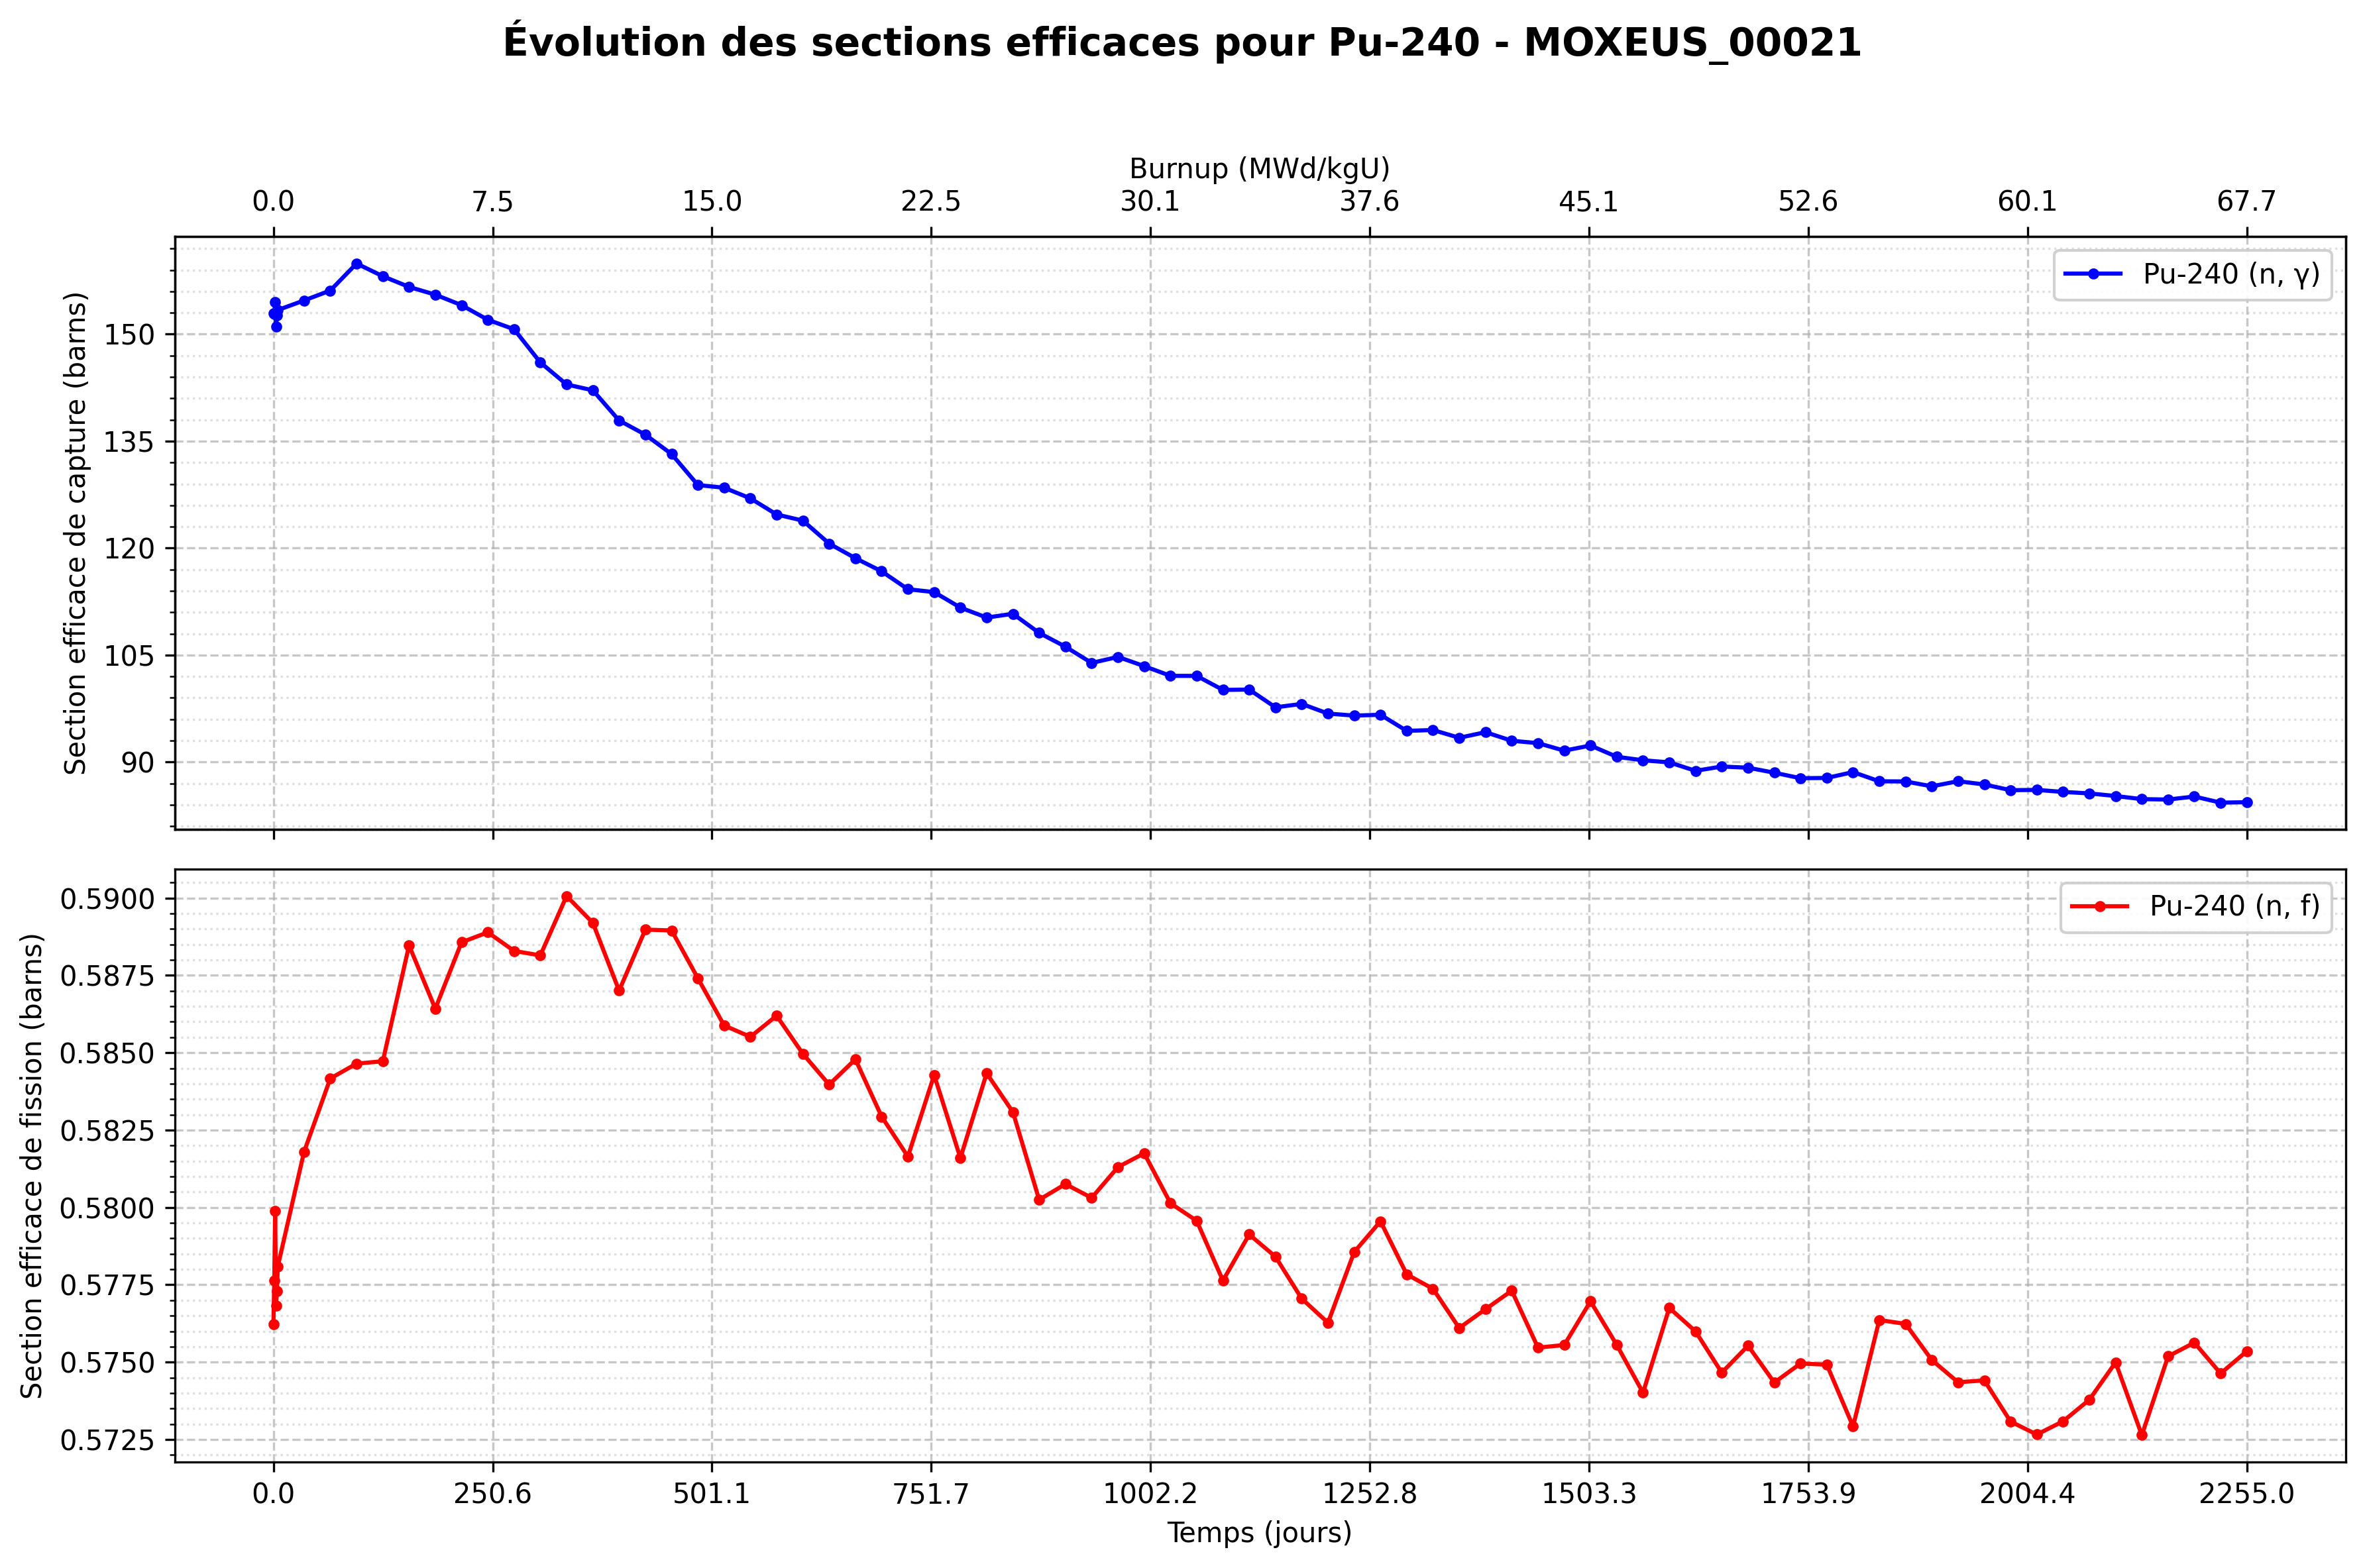 Évolution des sections efficaces pour Pu-240 - MOXEUS_00021
Burnup (MWd/kgU)
0.0 7.5 15.0 22.5 30.1 37.6 45.1 52.6 60.1 67.7
Pu-240 (n, γ)
Section efficace de capture (barns)
150
135
120
105
90
Pu-240 (n, f)
Section efficace de fission (barns)
0.5900
0.5875
0.5850
0.5825
0.5800
0.5775
0.5750
0.5725
0.0 250.6 501.1 751.7 1002.2 1252.8 1503.3 1753.9 2004.4 2255.0
Temps (jours)